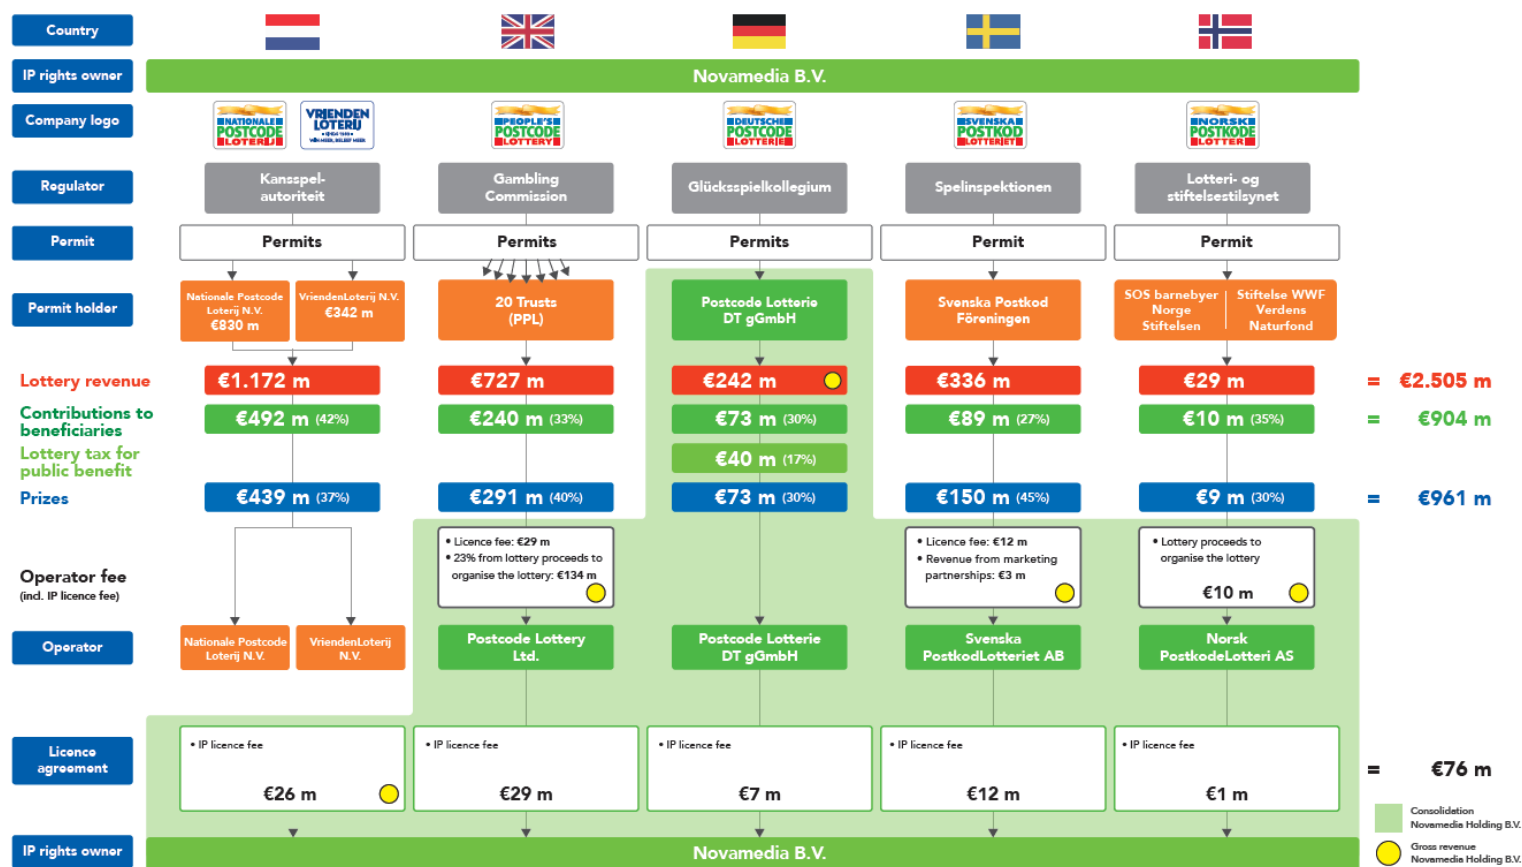 Country
IP rights owner
Novamedia B.V.
Company logo
NATIONALE
POSTCODE
LOTERIJ
VRIENDEN
LOTERIJ
SINDS 1989
WIN MEER, BELEEF MEER.
PEOPLE'S
POSTCODE
LOTTERY
DEUTSCHE
POSTCODE
LOTTERIE
SVENSKA
POSTKOD
LOTTERIET
NORSK
POSTKODE
LOTTERI
Regulator
Kansspel-
autoriteit
Gambling
Commission
Glücksspielkollegium
Spelinspektionen
Lotteri- og
stiftelsestilsynet
Permit
Permits
Permits
Permits
Permit
Permit
Permit holder
Nationale Postcode
Loterij N.V.
€830 m
VriendenLoterij N.V.
€342 m
20 Trusts
(PPL)
Postcode Lotterie
DT gGmbH
Svenska Postkod
Föreningen
SOS barnebyer
Norge
Stiftelsen
Stiftelse WWF
Verdens
Naturfond
Lottery revenue
€1.172 m
€727 m
€242 m
€336 m
€29 m
= €2.505 m
Contributions to
beneficiaries
€492 m (42%)
€240 m (33%)
€73 m (30%)
€89 m (27%)
€10 m (35%)
= €904 m
Lottery tax for
public benefit
€40 m (17%)
Prizes
€439 m (37%)
€291 m (40%)
€73 m (30%)
€150 m (45%)
€9 m (30%)
= €961 m
Operator fee
(incl. IP licence fee)
• Licence fee: €29 m
• 23% from lottery proceeds to
organise the lottery: €134 m
• Licence fee: €12 m
• Revenue from marketing
partnerships: €3 m
• Lottery proceeds to
organise the lottery
€10 m
Operator
Nationale Postcode
Loterij N.V.
VriendenLoterij
N.V.
Postcode Lottery
Ltd.
Postcode Lotterie
DT gGmbH
Svenska
PostkodLotteriet AB
Norsk
PostkodeLotteri AS
Licence
agreement
• IP licence fee
€26 m
• IP licence fee
€29 m
• IP licence fee
€7 m
• IP licence fee
€12 m
• IP licence fee
€1 m
= €76 m
Consolidation
Novamedia Holding B.V.
Gross revenue
Novamedia Holding B.V.
IP rights owner
Novamedia B.V.